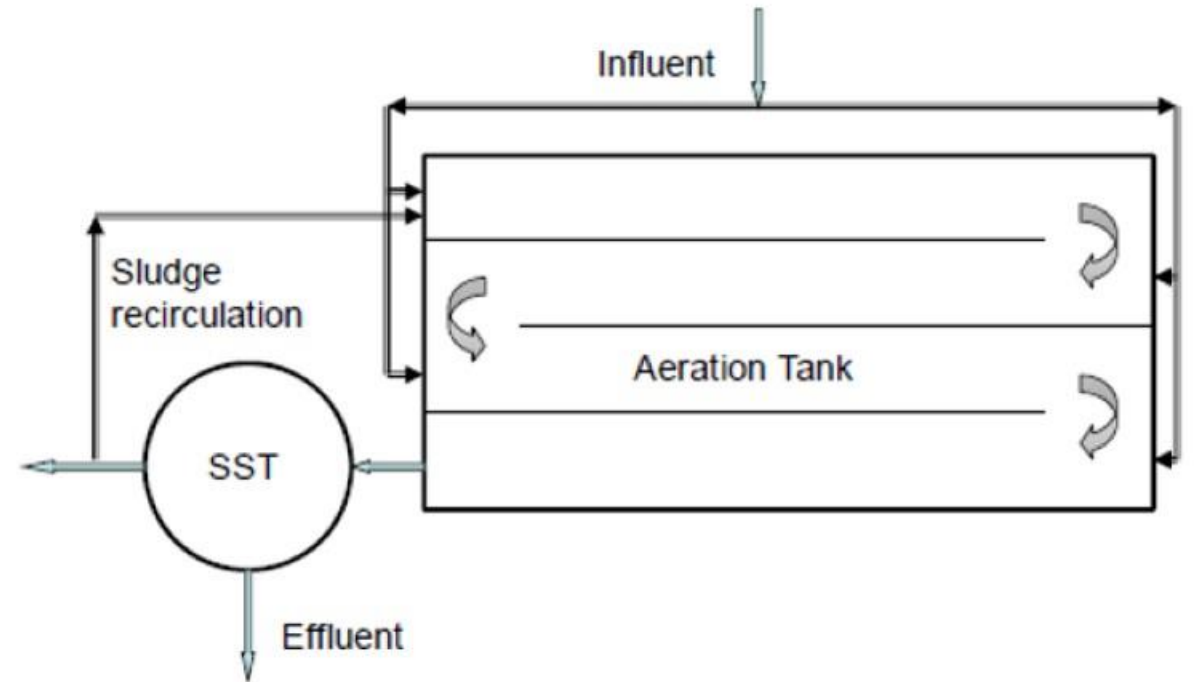 Influent
Sludge
recirculation
Aeration Tank
SST
Effluent